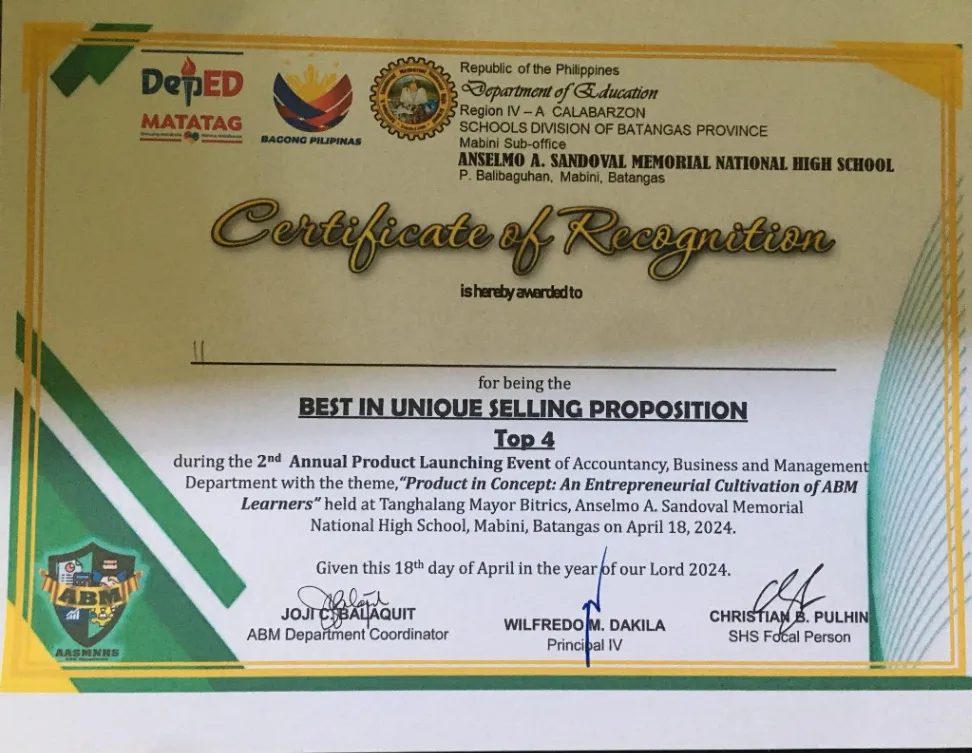 DepED
MATATAG
BAGONG PILIPINAS
Republic of the Philippines
Department of Education
Region IV – A CALABARZON
SCHOOLS DIVISION OF BATANGAS PROVINCE
Mabini Sub-office
ANSELMO A. SANDOVAL MEMORIAL NATIONAL HIGH SCHOOL
P. Balibaguhan, Mabini, Batangas
Certificate of Recognition
is hereby awarded to
for being the
BEST IN UNIQUE SELLING PROPOSITION
Top 4
during the 2nd Annual Product Launching Event of Accountancy, Business and Management
Department with the theme, "Product in Concept: An Entrepreneurial Cultivation of ABM
Learners" held at Tanghalang Mayor Bitrics, Anselmo A. Sandoval Memorial
National High School, Mabini, Batangas on April 18, 2024.
Given this 18th day of April in the year of our Lord 2024.
JOJI C. BALAQUIT
ABM Department Coordinator
WILFREDO M. DAKILA
Principal IV
CHRISTIAN B. PULHIN
SHS Focal Person
ABM
AASMNHS